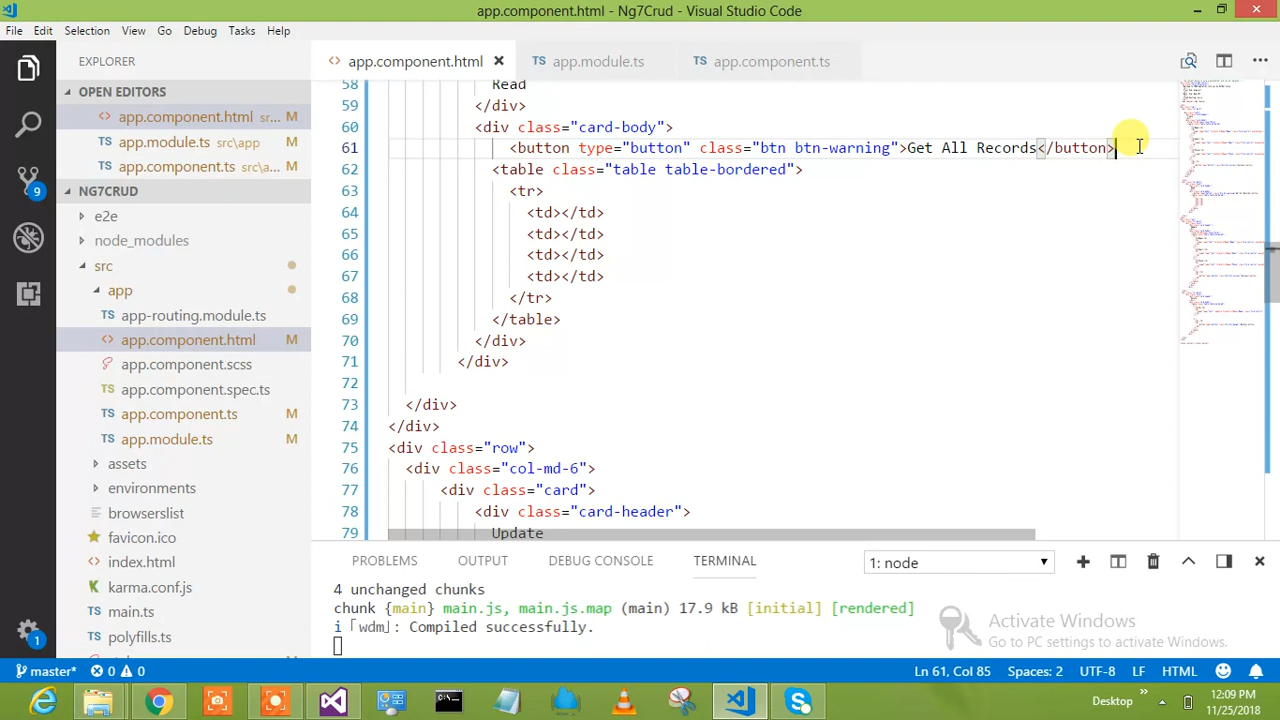 app.component.html - Ng7Crud - Visual Studio Code
File Edit Selection View Go Debug Tasks Help
EXPLORER
app.component.html
TS app.module.ts
TS app.component.ts
OPEN EDITORS
<> app.component.html sc... M
TS app.module.ts src\app M
TS app.component.ts src\a... M
NG7CRUD
e2e
node_modules
src
app
app-routing.module.ts
<> app.component.html M
app.component.scss
app.component.spec.ts
TS app.component.ts M
TS app.module.ts M
assets
environments
browserslist
favicon.ico
index.html
karma.conf.js
main.ts
polyfills.ts
58 Read
59 </div>
60 <div class="card-body">
61 <button type="button" class="btn btn-warning">Get All Records</button>
62 <table class="table table-bordered">
63 <tr>
64 <td></td>
65 <td></td>
66 <td></td>
67 <td></td>
68 </tr>
69 </table>
70 </div>
71 </div>
72
73 </div>
74 </div>
75 <div class="row">
76 <div class="col-md-6">
77 <div class="card">
78 <div class="card-header">
79 Update
PROBLEMS OUTPUT DEBUG CONSOLE TERMINAL 1: node
4 unchanged chunks
chunk {main} main.js, main.js.map (main) 17.9 kB [initial] [rendered]
i ｢wdm｣: Compiled successfully.
Activate Windows
Go to PC settings to activate Windows.
9
1
master* 0 0 Ln 61, Col 85 Spaces: 2 UTF-8 LF HTML
Desktop
12:09 PM
11/25/2018